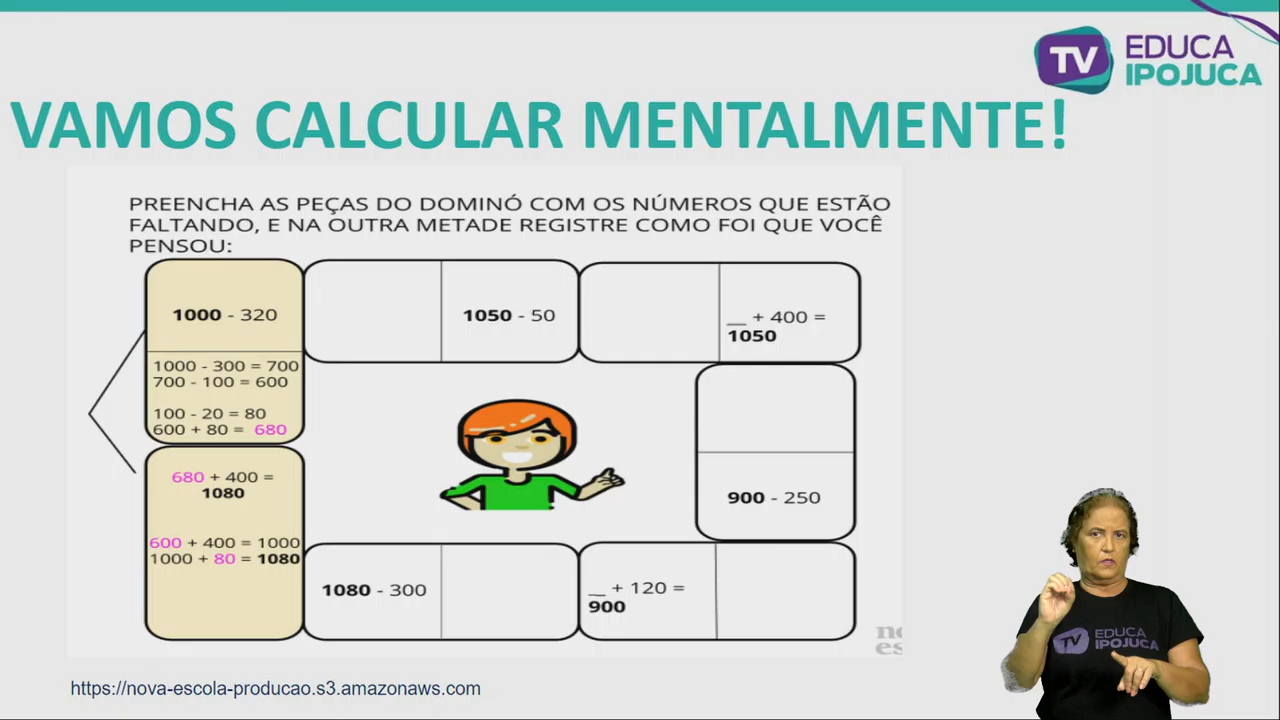 TV EDUCA
IPOJUCA
VAMOS CALCULAR MENTALMENTE!
PREENCHA AS PEÇAS DO DOMINÓ COM OS NÚMEROS QUE ESTÃO
FALTANDO, E NA OUTRA METADE REGISTRE COMO FOI QUE VOCÊ
PENSOU:
1000 - 320
1000 - 300 = 700
700 - 100 = 600
100 - 20 = 80
600 + 80 = 680
1050 - 50
__ + 400 =
1050
680 + 400 =
1080
600 + 400 = 1000
1000 + 80 = 1080
900 - 250
1080 - 300
__ + 120 =
900
TV EDUCA
IPOJUCA
https://nova-escola-producao.s3.amazonaws.com